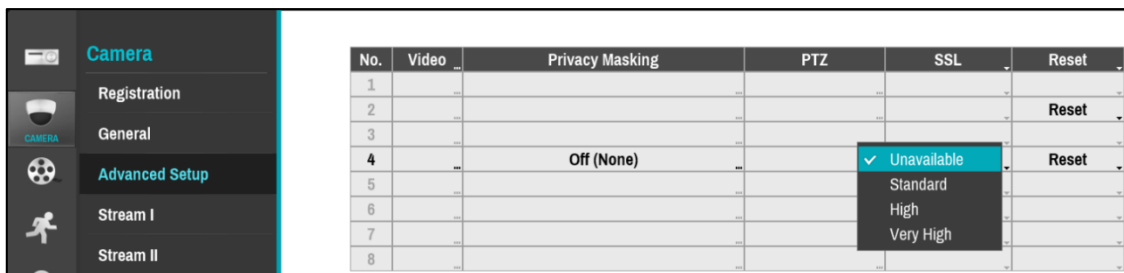 Camera
Registration
General
Advanced Setup
Stream I
Stream II
CAMERA
No. Video ... Privacy Masking PTZ SSL Reset
1
2 Reset
3
4 ... Off (None) ... Unavailable Reset
5 Standard
6 High
7 Very High
8